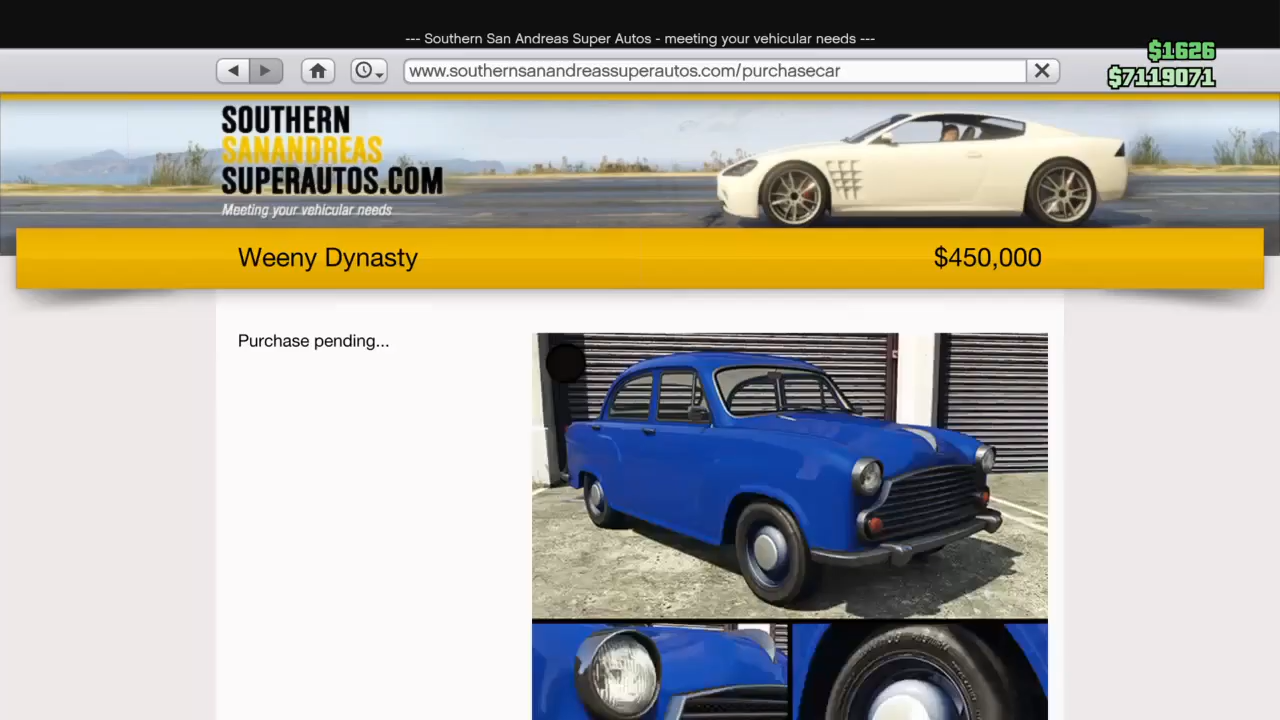 --- Southern San Andreas Super Autos - meeting your vehicular needs ---
$1626
www.southernsanandreassuperautos.com/purchasecar
$7119071
SOUTHERN
SANANDREAS
SUPERAUTOS.COM
Meeting your vehicular needs
Weeny Dynasty
$450,000
Purchase pending...